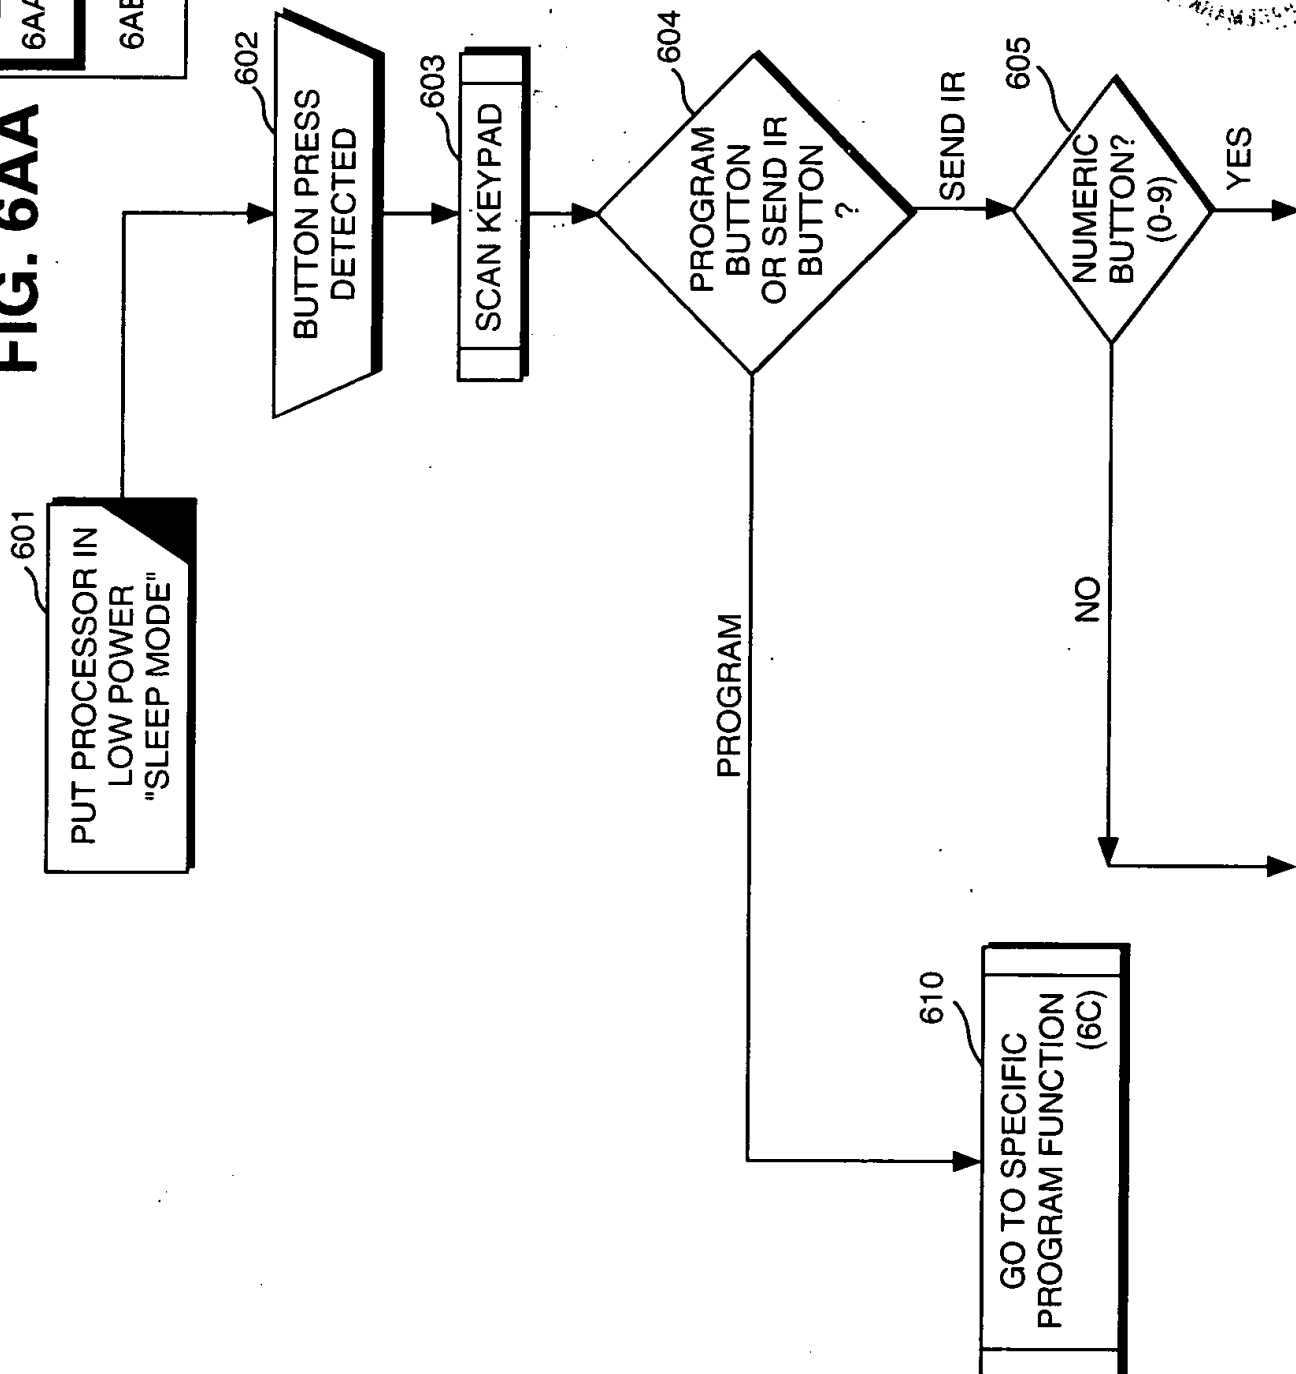 FIG. 6AA
6AA
601
PUT PROCESSOR IN
LOW POWER
"SLEEP MODE"
602
BUTTON PRESS
DETECTED
603
SCAN KEYPAD
604
PROGRAM
BUTTON
OR SEND IR
BUTTON
?
PROGRAM
SEND IR
605
NUMERIC
BUTTON?
(0-9)
NO
YES
610
GO TO SPECIFIC
PROGRAM FUNCTION
(6C)